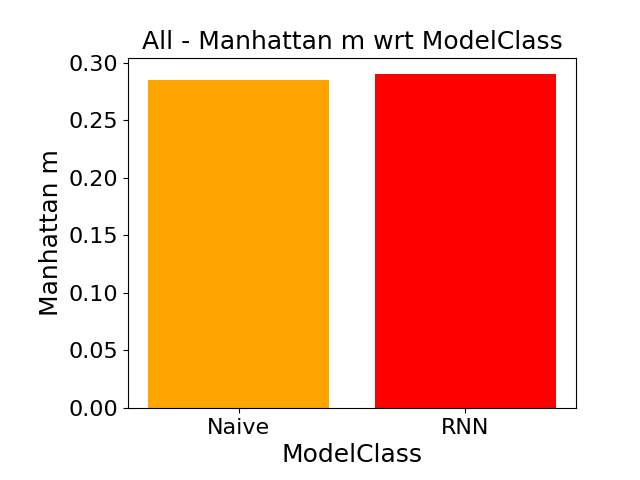 All - Manhattan m wrt ModelClass
Manhattan m
0.30
0.25
0.20
0.15
0.10
0.05
0.00
Naive
RNN
ModelClass